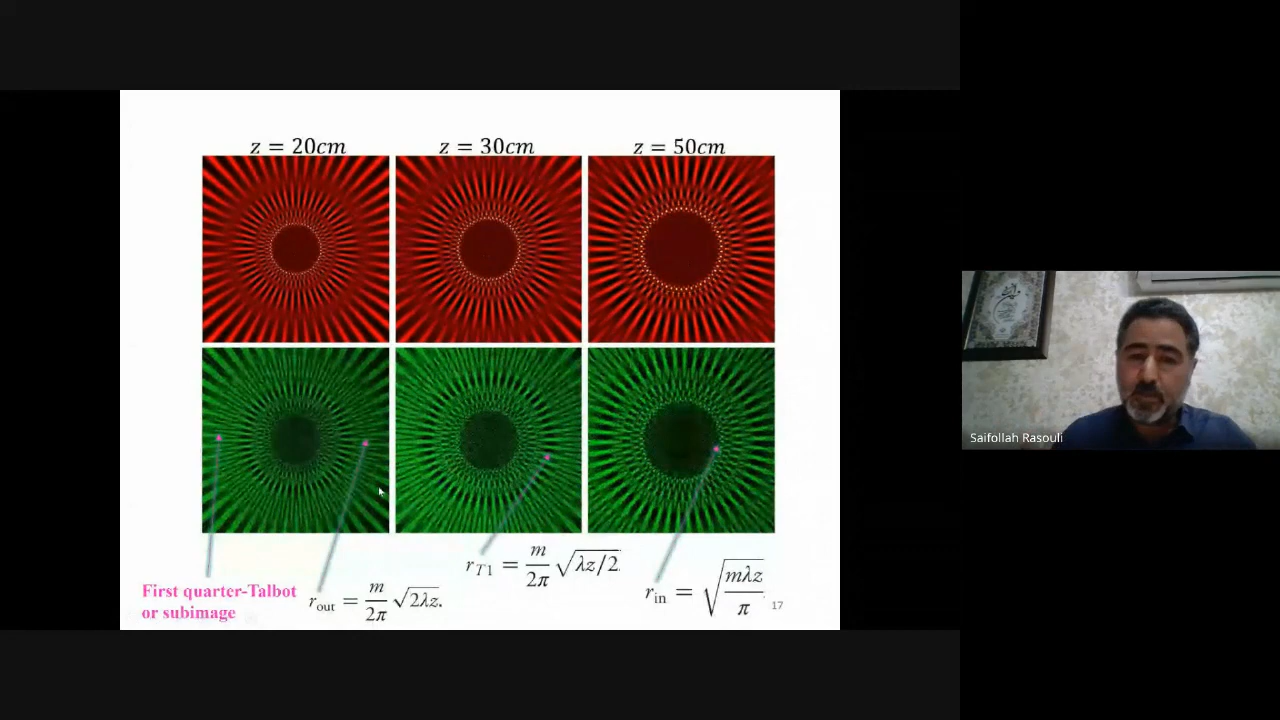 z = 20cm
z = 30cm
z = 50cm
Saifollah Rasouli
First quarter-Talbot
or subimage
r_out = m/2π √2λz.
r_T1 = m/2π √λz/2.
r_in = √mλz/π.
17